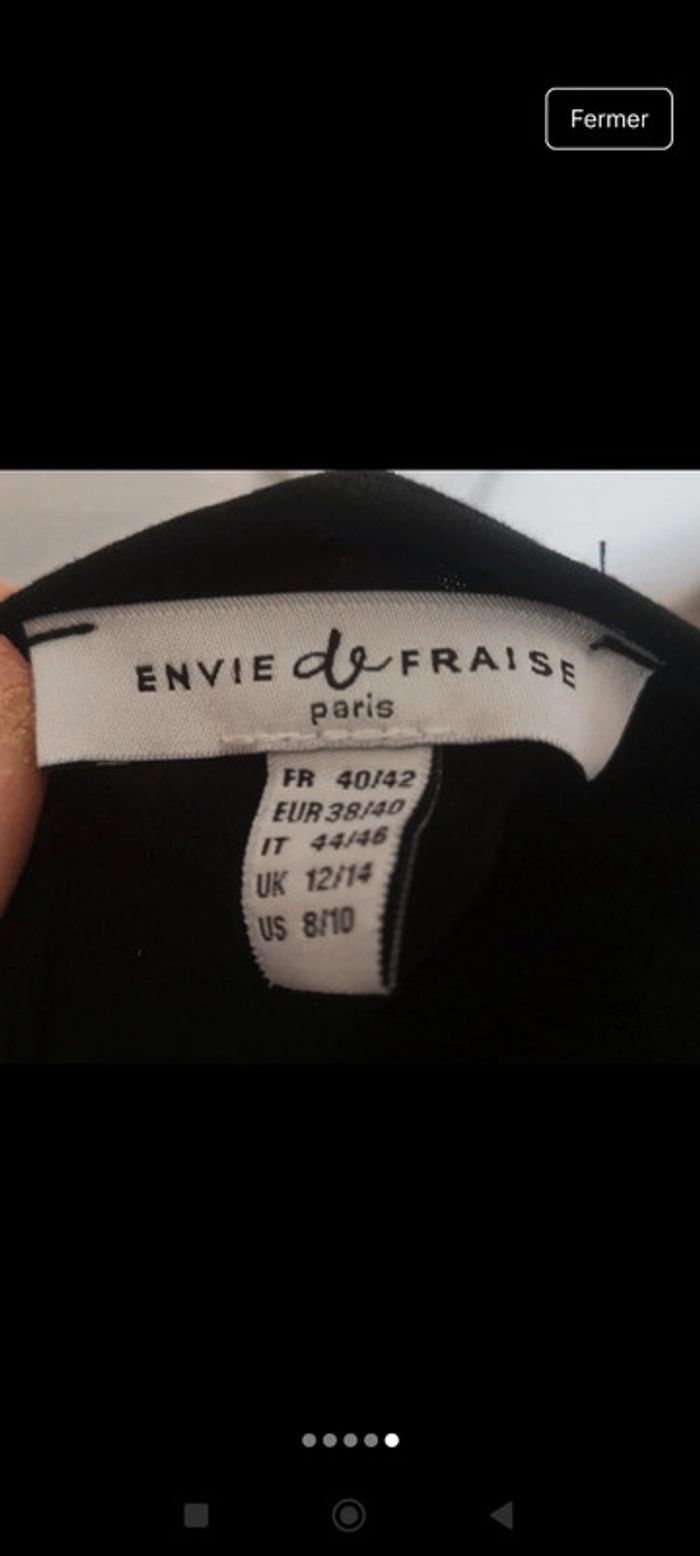 Fermer
ENVIE de FRAISE
paris
FR 40/42
EUR 38/40
IT 44/46
UK 12/14
US 8/10